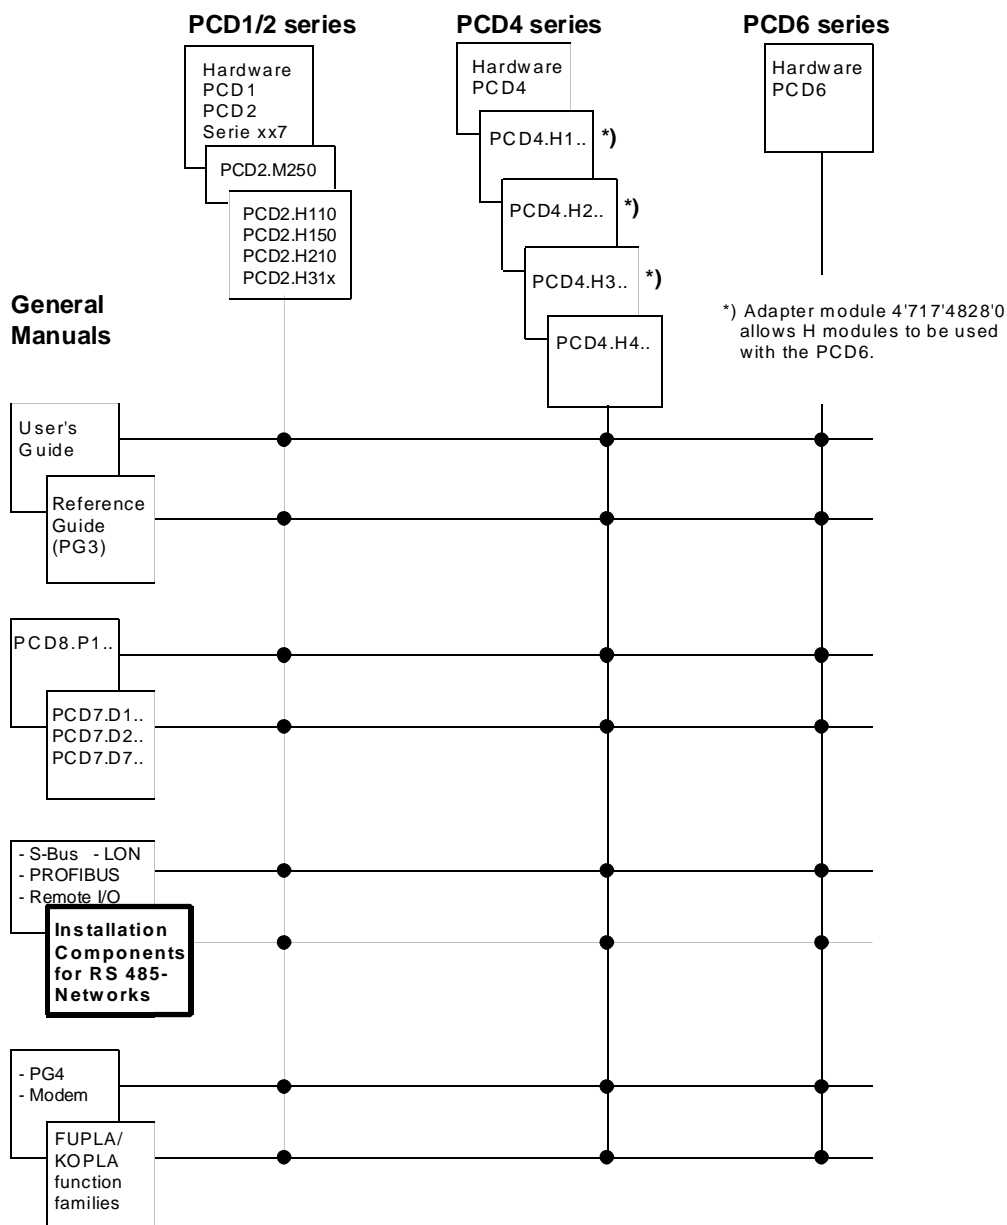 PCD1/2 series
PCD4 series
PCD6 series
Hardware
PCD1
PCD2
Serie xx7
PCD2.M250
PCD2.H110
PCD2.H150
PCD2.H210
PCD2.H31x
Hardware
PCD4
PCD4.H1..
*)
PCD4.H2..
*)
PCD4.H3..
*)
PCD4.H4..
Hardware
PCD6
*) Adapter module 4'717'4828'0
allows H modules to be used
with the PCD6.
General
Manuals
User's
Guide
Reference
Guide
(PG3)
PCD8.P1..
PCD7.D1..
PCD7.D2..
PCD7.D7..
- S-Bus - LON
- PROFIBUS
- Remote I/O
Installation
Components
for RS 485-
Networks
- PG4
- Modem
FUPLA/
KOPLA
function
families